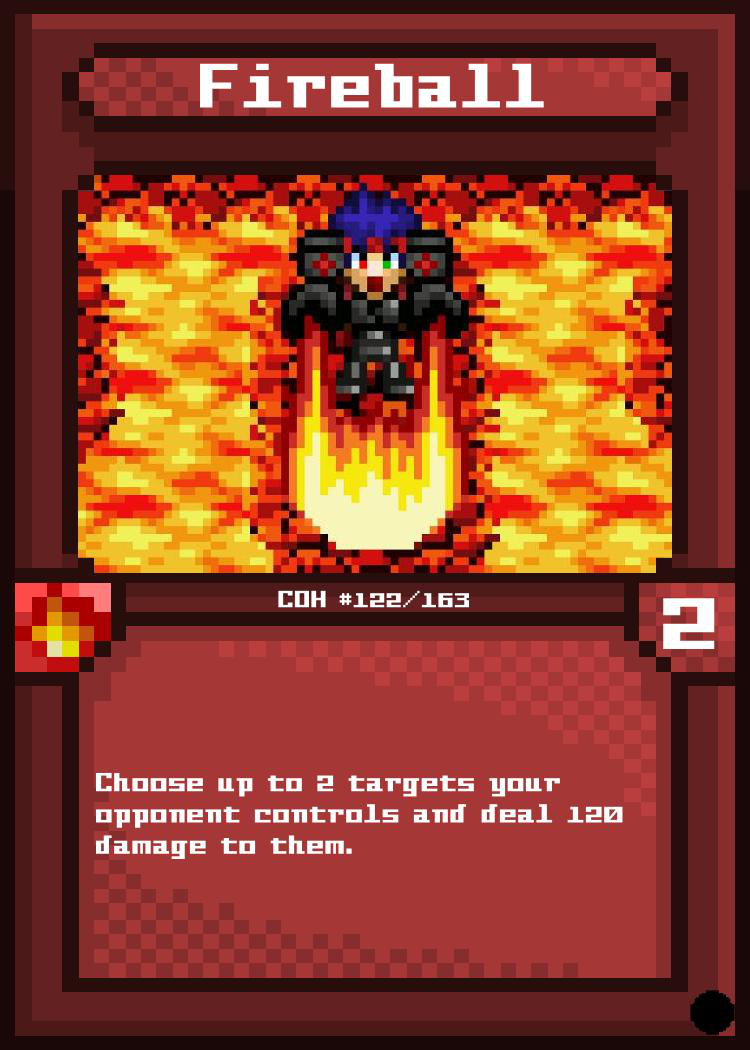 Fireball
COH #122/163
2
Choose up to 2 targets your
opponent controls and deal 120
damage to them.